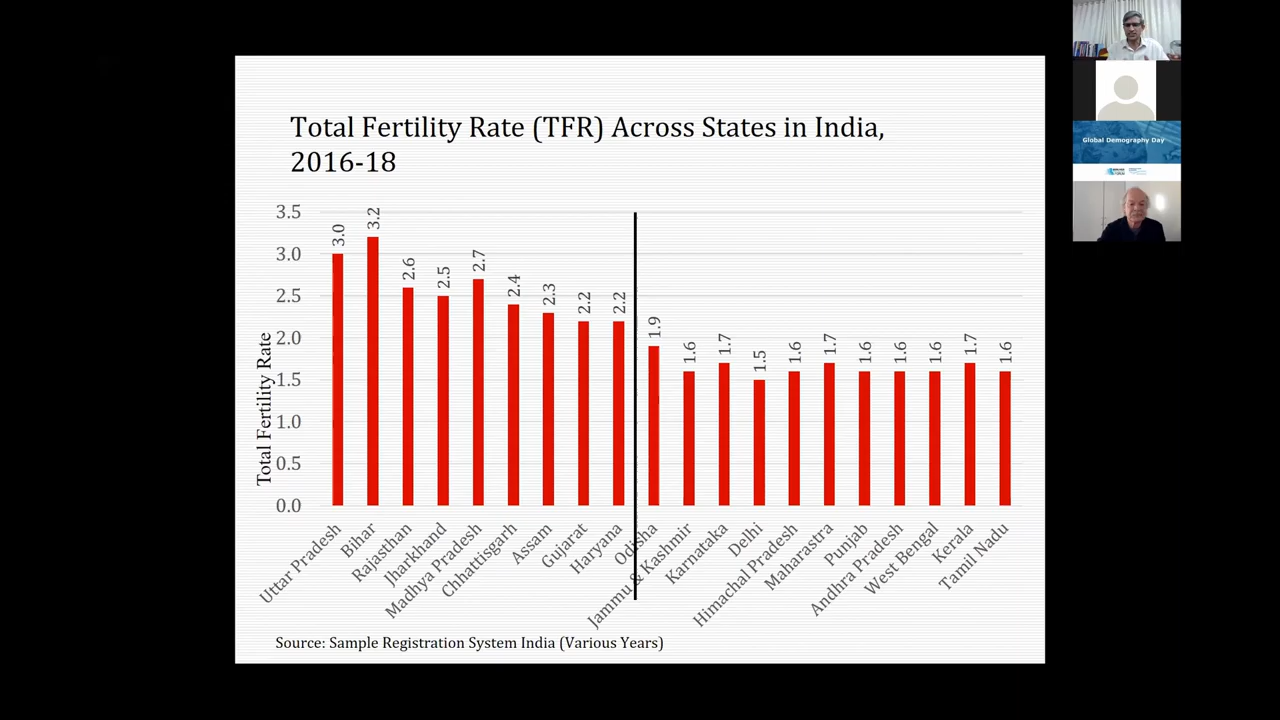 Total Fertility Rate (TFR) Across States in India,
2016-18
Total Fertility Rate
3.5
3.0
2.5
2.0
1.5
1.0
0.5
0.0
3.0
3.2
2.6
2.5
2.7
2.4
2.3
2.2
2.2
1.9
1.6
1.7
1.5
1.6
1.7
1.6
1.6
1.6
1.7
1.6
Uttar Pradesh
Bihar
Rajasthan
Jharkhand
Madhya Pradesh
Chhattisgarh
Assam
Gujarat
Haryana
Odisha
Jammu & Kashmir
Karnataka
Delhi
Himachal Pradesh
Maharastra
Punjab
Andhra Pradesh
West Bengal
Kerala
Tamil Nadu
Source: Sample Registration System India (Various Years)
Global Demography Day